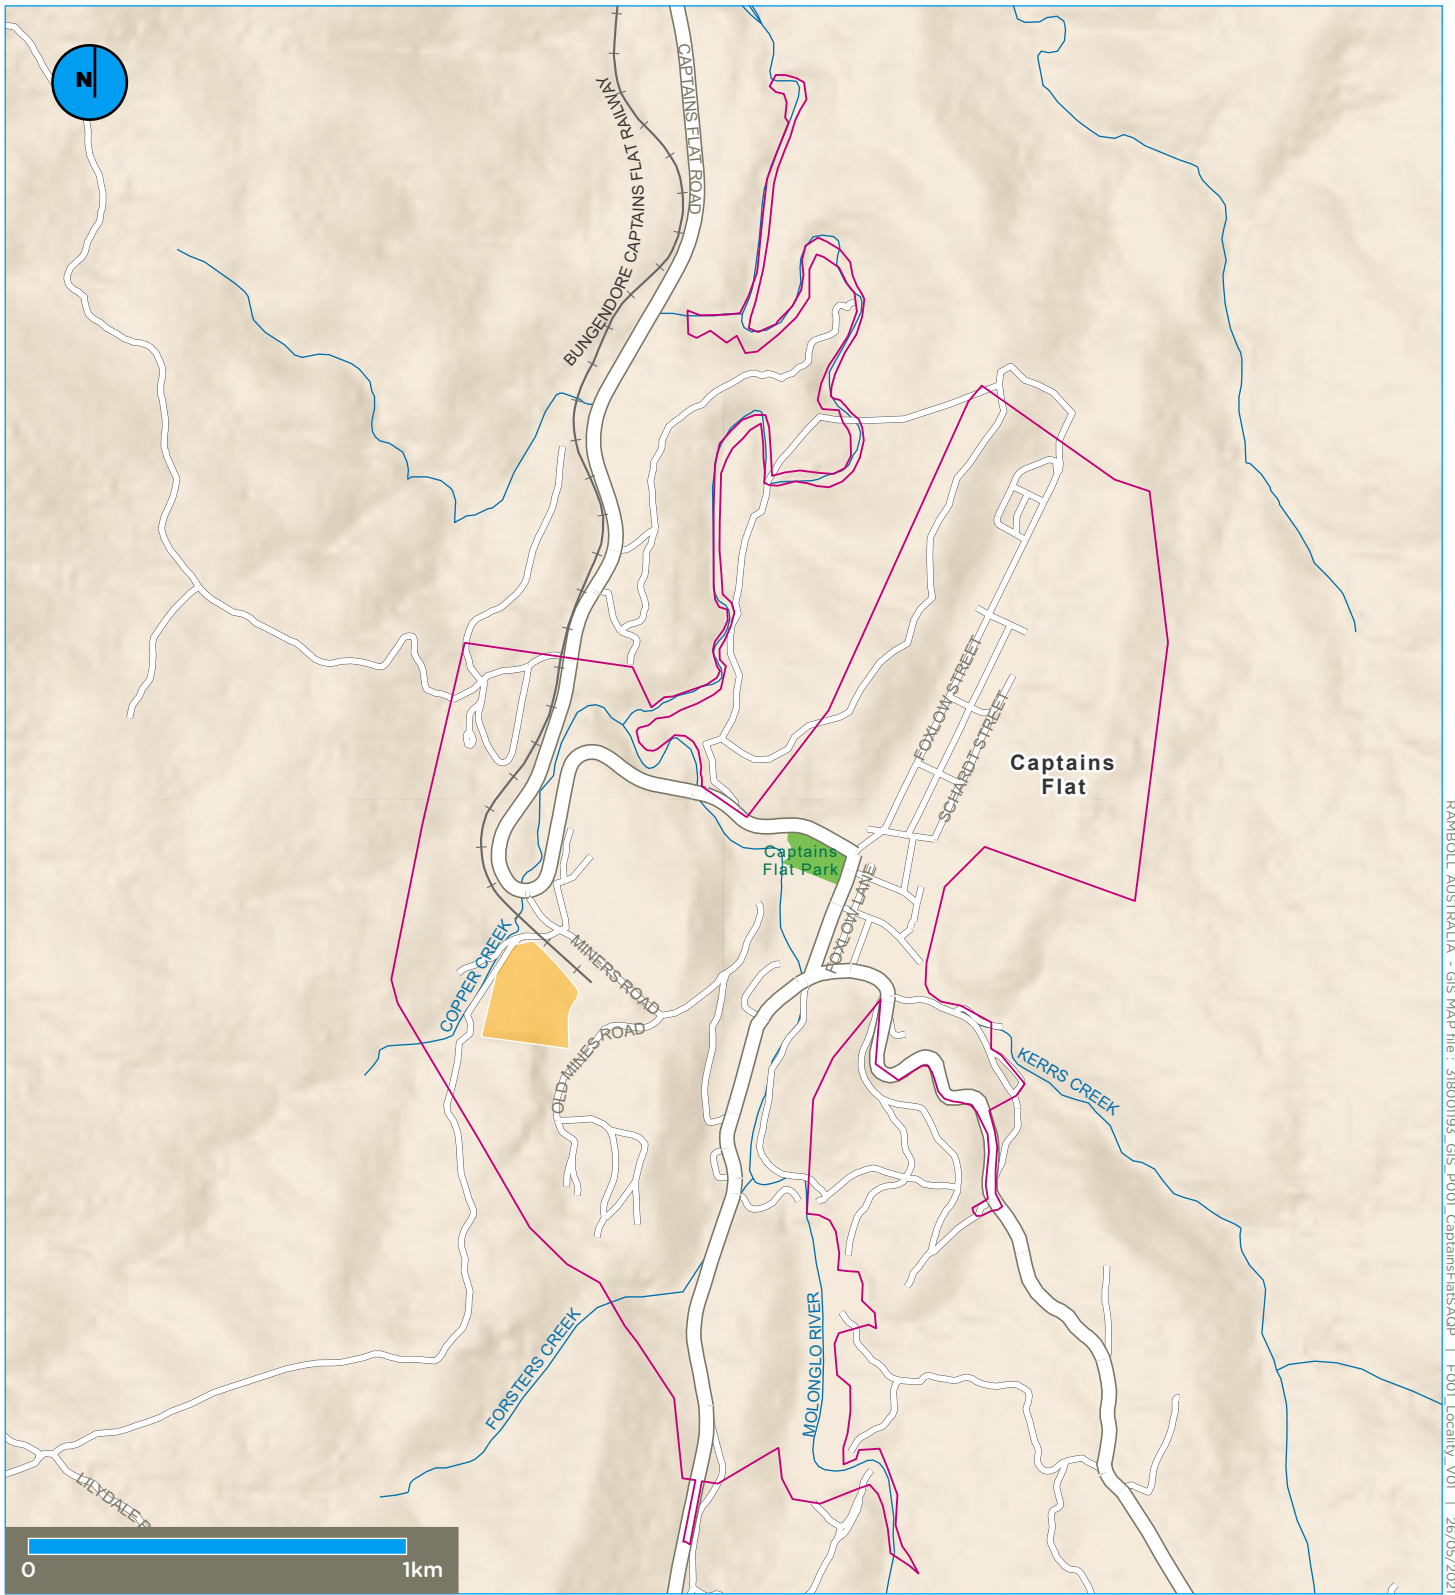 N
CAPTAINS FLAT ROAD
BUNGENDORE CAPTAINS FLAT RAILWAY
FOXLOW STREET
SCHARDT STREET
Captains
Flat
Captains
Flat Park
FOXLOW LANE
COPPER CREEK
MINERS ROAD
OLD MINES ROAD
KERRS CREEK
FORSTERS CREEK
MOLONGLO RIVER
LILYDALE
0 1km
RAMBOLL AUSTRALIA - GIS MAP file : 318001193_GIS_P001_CaptainsFlatSAQP | F001_Locality_V01 | 26/05/2021